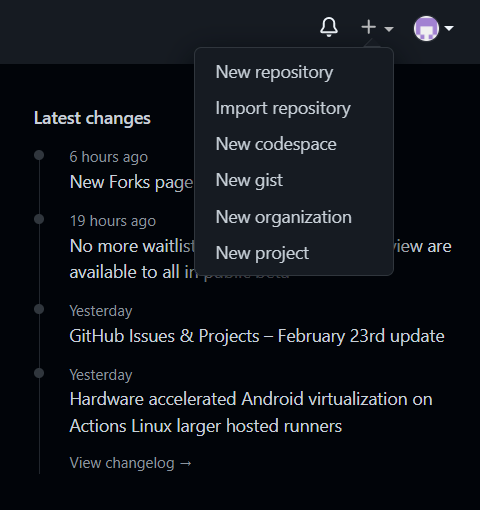 New repository
Import repository
New codespace
New gist
New organization
New project
Latest changes
6 hours ago
New Forks page
19 hours ago
No more waitlist view are
available to all in public beta
Yesterday
GitHub Issues & Projects – February 23rd update
Yesterday
Hardware accelerated Android virtualization on
Actions Linux larger hosted runners
View changelog →